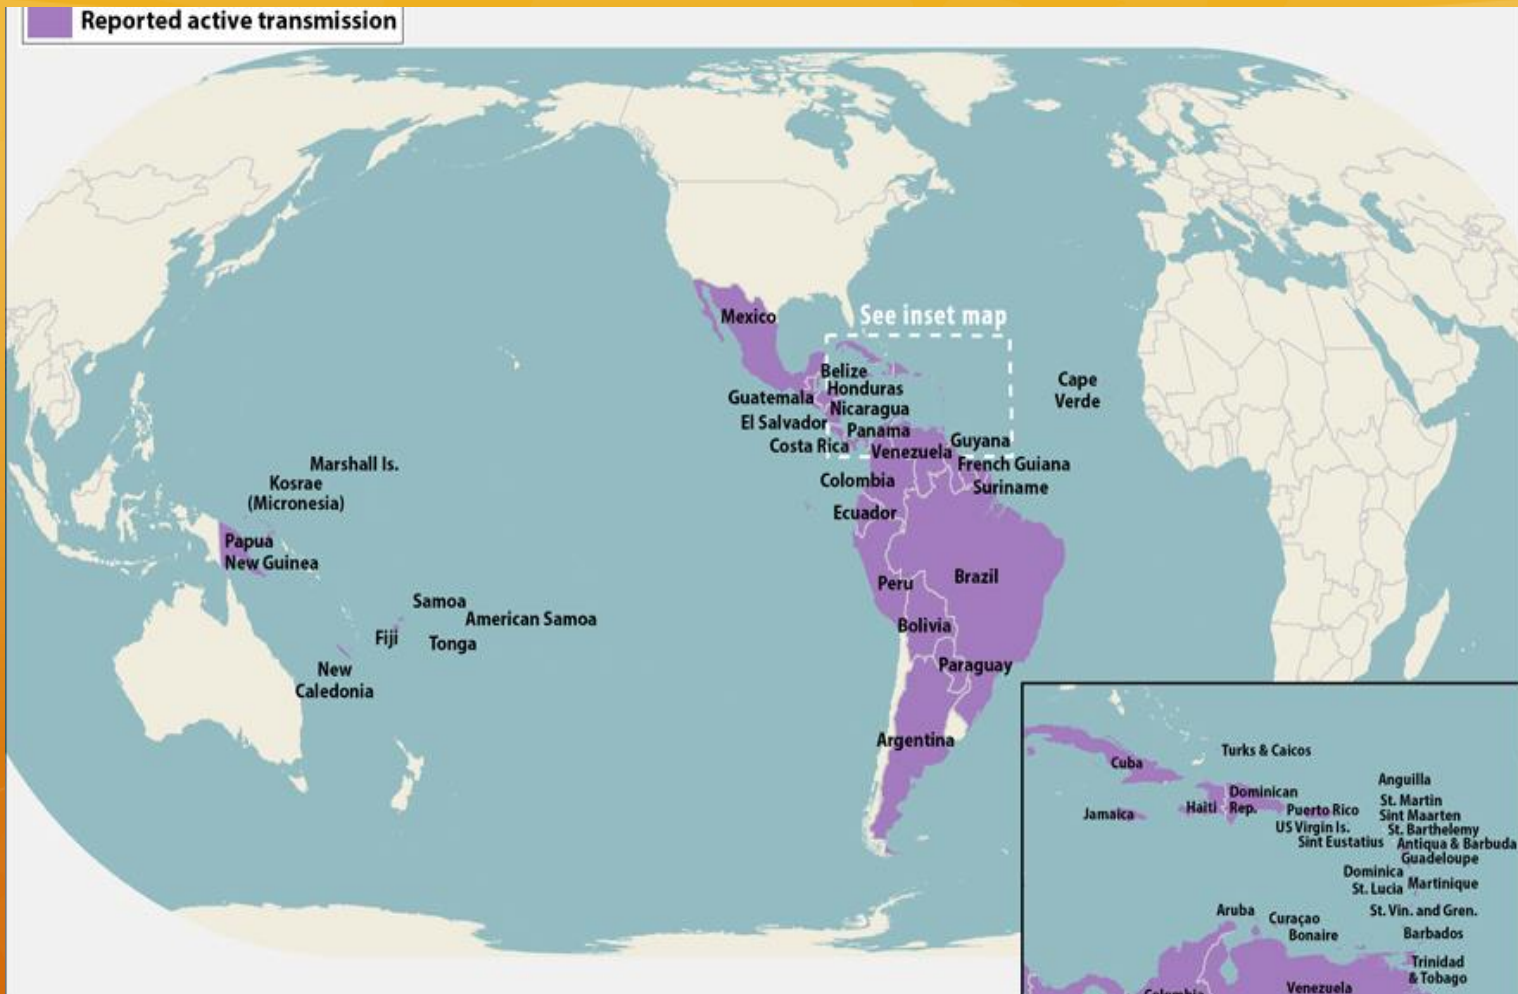 Reported active transmission
See inset map
Mexico
Belize
Honduras
Guatemala
Nicaragua
El Salvador
Panama
Costa Rica
Venezuela
Guyana
French Guiana
Colombia
Suriname
Ecuador
Cape
Verde
Marshall Is.
Kosrae
(Micronesia)
Papua
New Guinea
Samoa
American Samoa
Fiji
Tonga
New
Caledonia
Peru
Brazil
Bolivia
Paraguay
Argentina
Cuba
Turks & Caicos
Jamaica
Haiti
Dominican
Rep.
Puerto Rico
US Virgin Is.
Sint Eustatius
Anguilla
St. Martin
Sint Maarten
St. Barthelemy
Antiqua & Barbuda
Guadeloupe
Dominica
St. Lucia
Martinique
St. Vin. and Gren.
Barbados
Aruba
Curaçao
Bonaire
Trinidad
& Tobago
Colombia
Venezuela